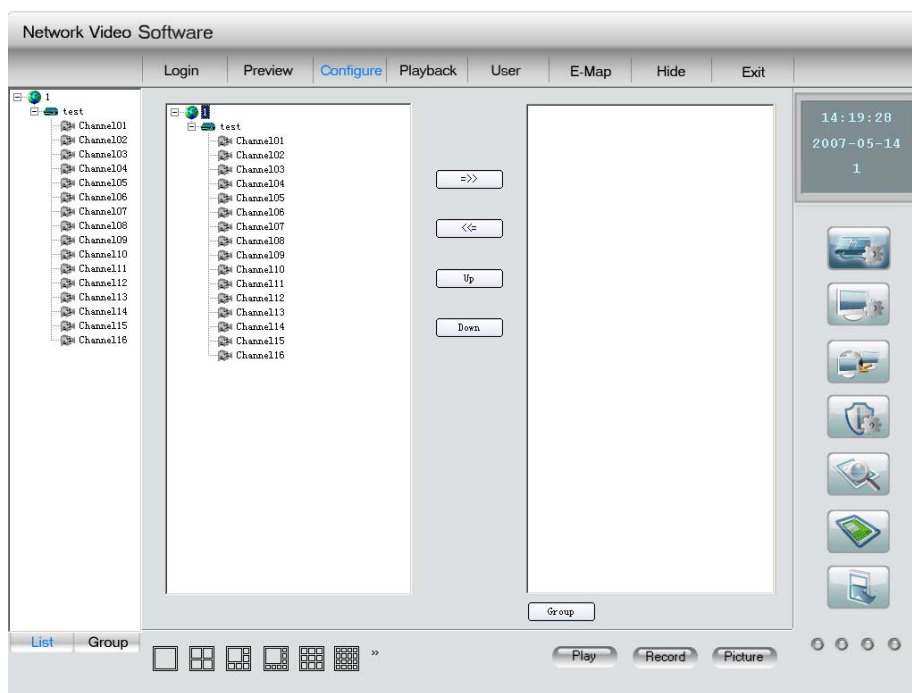 Network Video Software
Login Preview Configure Playback User E-Map Hide Exit
1
test
Channel01
Channel02
Channel03
Channel04
Channel05
Channel06
Channel07
Channel08
Channel09
Channel10
Channel11
Channel12
Channel13
Channel14
Channel15
Channel16
List Group
1
test
Channel01
Channel02
Channel03
Channel04
Channel05
Channel06
Channel07
Channel08
Channel09
Channel10
Channel11
Channel12
Channel13
Channel14
Channel15
Channel16
=>>
<<=
Up
Down
Group
14:19:28
2007-05-14
1
»
Play Record Picture